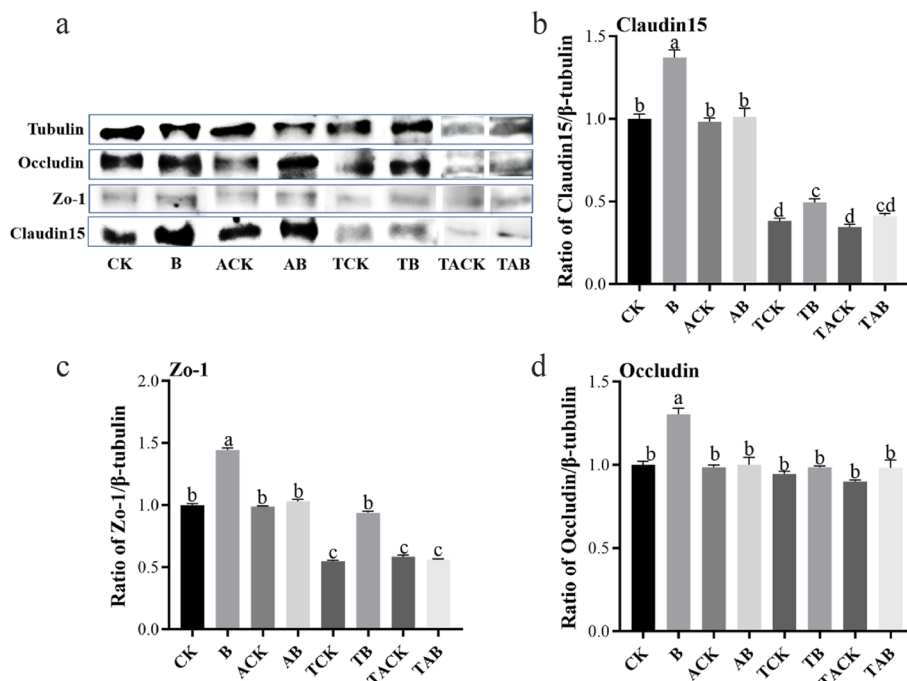 a
Tubulin
Occludin
Zo-1
Claudin15
CK B ACK AB TCK TB TACK TAB
b
Claudin15
Ratio of Claudin15/β-tubulin
1.5
1.0
0.5
0.0
b a b b d c d cd
CK B ACK AB TCK TB TACK TAB
c
Zo-1
Ratio of Zo-1/β-tubulin
2.0
1.5
1.0
0.5
0.0
b a b b c b c c
CK B ACK AB TCK TB TACK TAB
d
Occludin
Ratio of Occludin/β-tubulin
1.5
1.0
0.5
0.0
b a b b b b b b
CK B ACK AB TCK TB TACK TAB